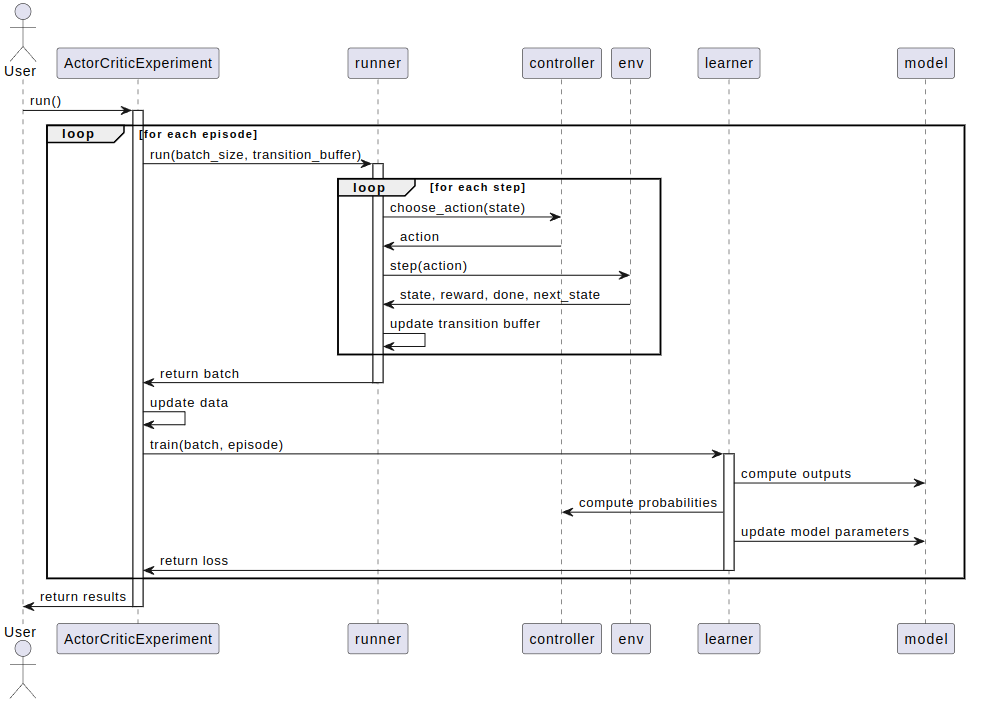 User
ActorCriticExperiment
runner
controller
env
learner
model
run()
loop
[for each episode]
run(batch_size, transition_buffer)
loop
[for each step]
choose_action(state)
action
step(action)
state, reward, done, next_state
update transition buffer
return batch
update data
train(batch, episode)
compute outputs
compute probabilities
update model parameters
return loss
return results
User
ActorCriticExperiment
runner
controller
env
learner
model